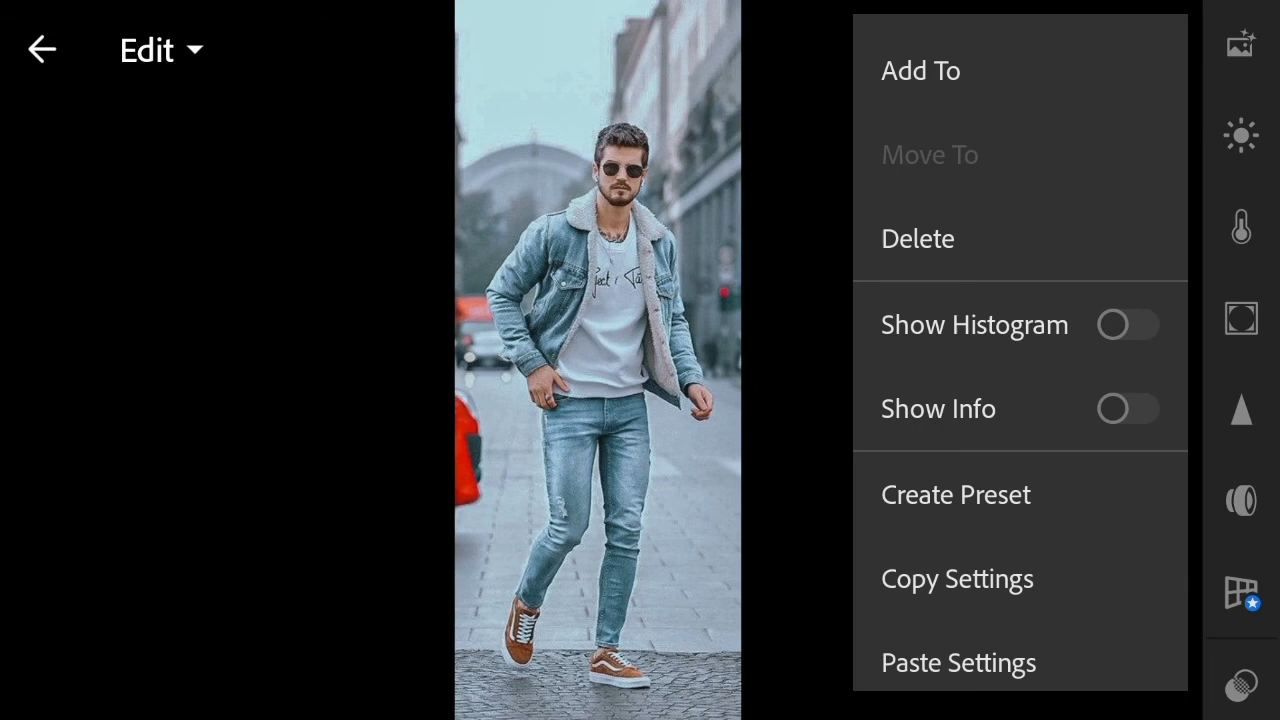 Edit
Add To
Move To
Delete
Show Histogram
Show Info
Create Preset
Copy Settings
Paste Settings